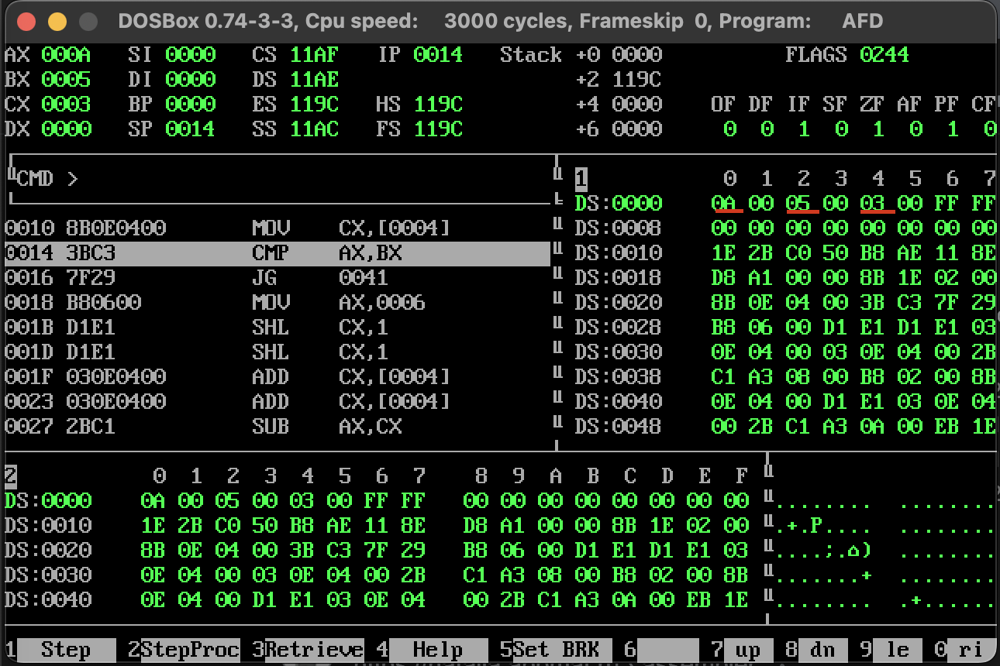 DOSBox 0.74-3-3, Cpu speed: 3000 cycles, Frameskip 0, Program: AFD
AX 000A SI 0000 CS 11AF IP 0014 Stack +0 0000 FLAGS 0244
BX 0005 DI 0000 DS 11AE +2 119C
CX 0003 BP 0000 ES 119C HS 119C +4 0000 OF DF IF SF ZF AF PF CF
DX 0000 SP 0014 SS 11AC FS 119C +6 0000 0 0 1 0 1 0 1 0
CMD >
1 0 1 2 3 4 5 6 7
DS:0000 0A 00 05 00 03 00 FF FF
0010 8B0E0400 MOV CX,[0004] DS:0008 00 00 00 00 00 00 00 00
0014 3BC3 CMP AX,BX DS:0010 1E 2B C0 50 B8 AE 11 8E
0016 7F29 JG 0041 DS:0018 D8 A1 00 00 8B 1E 02 00
0018 B80600 MOV AX,0006 DS:0020 8B 0E 04 00 3B C3 7F 29
001B D1E1 SHL CX,1 DS:0028 B8 06 00 D1 E1 D1 E1 03
001D D1E1 SHL CX,1 DS:0030 0E 04 00 03 0E 04 00 2B
001F 030E0400 ADD CX,[0004] DS:0038 C1 A3 08 00 B8 02 00 8B
0023 030E0400 ADD CX,[0004] DS:0040 0E 04 00 D1 E1 03 0E 04
0027 2BC1 SUB AX,CX DS:0048 00 2B C1 A3 0A 00 EB 1E
2 0 1 2 3 4 5 6 7 8 9 A B C D E F
DS:0000 0A 00 05 00 03 00 FF FF 00 00 00 00 00 00 00 00 ........ ........
DS:0010 1E 2B C0 50 B8 AE 11 8E D8 A1 00 00 8B 1E 02 00 .+.P.... ........
DS:0020 8B 0E 04 00 3B C3 7F 29 B8 06 00 D1 E1 D1 E1 03 ....;.⌂) ........
DS:0030 0E 04 00 03 0E 04 00 2B C1 A3 08 00 B8 02 00 8B .......+ ........
DS:0040 0E 04 00 D1 E1 03 0E 04 00 2B C1 A3 0A 00 EB 1E ........ .+......
1 Step 2StepProc 3Retrieve 4 Help 5Set BRK 6 7 up 8 dn 9 le 0 ri